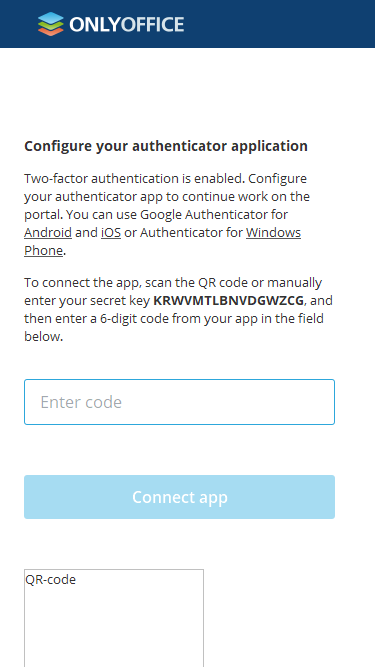 ONLYOFFICE
Configure your authenticator application
Two-factor authentication is enabled. Configure
your authenticator app to continue work on the
portal. You can use Google Authenticator for
Android and iOS or Authenticator for Windows
Phone.
To connect the app, scan the QR code or manually
enter your secret key KRWVMTLBNVDGWZCG, and
then enter a 6-digit code from your app in the field
below.
Enter code
Connect app
QR-code